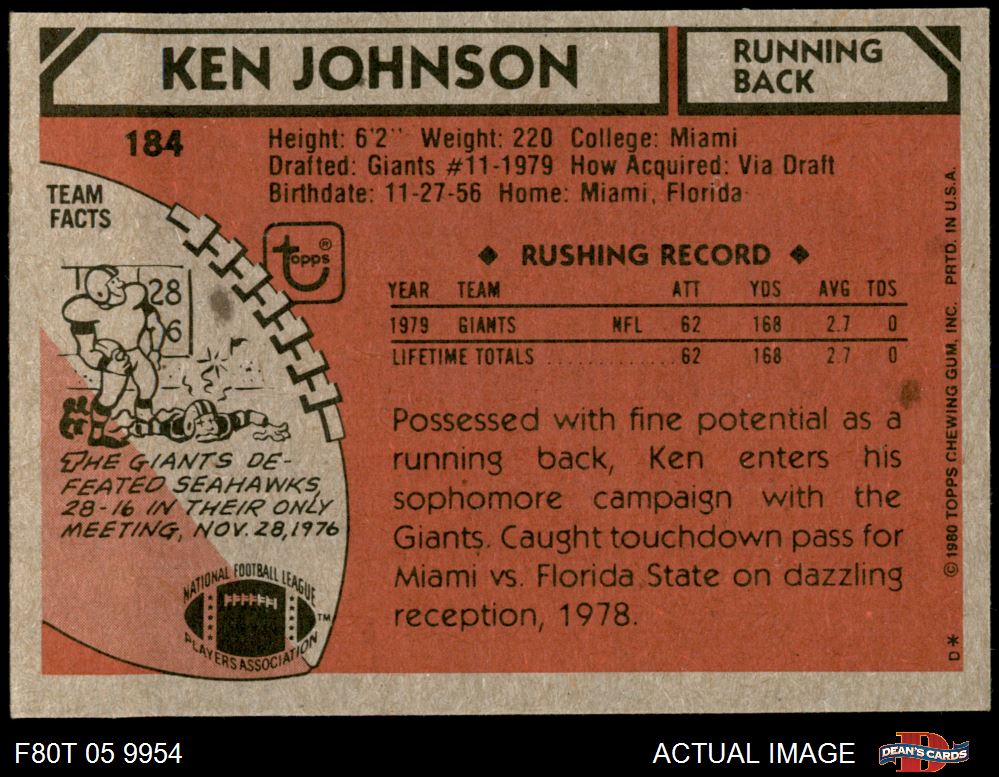 KEN JOHNSON
RUNNING
BACK
184
Height: 6'2" Weight: 220 College: Miami
Drafted: Giants #11-1979 How Acquired: Via Draft
Birthdate: 11-27-56 Home: Miami, Florida
TEAM
FACTS
topps®
28
6
THE GIANTS DE-
FEATED SEAHAWKS,
28-16 IN THEIR ONLY
MEETING, NOV. 28, 1976
NATIONAL FOOTBALL LEAGUE
PLAYERS ASSOCIATION
TM
◆ RUSHING RECORD ◆
YEAR TEAM ATT YDS AVG TDS
1979 GIANTS NFL 62 168 2.7 0
LIFETIME TOTALS .................... 62 168 2.7 0
Possessed with fine potential as a
running back, Ken enters his
sophomore campaign with the
Giants. Caught touchdown pass for
Miami vs. Florida State on dazzling
reception, 1978.
D* ©1980 TOPPS CHEWING GUM, INC. PRTD. IN U.S.A.
F80T 05 9954
ACTUAL IMAGE
DEAN'S CARDS